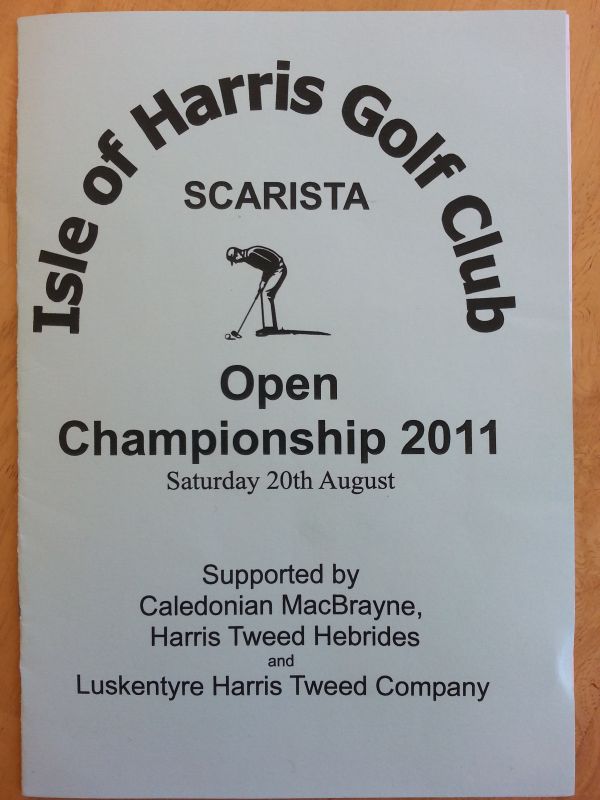 Isle of Harris Golf Club
SCARISTA
Open
Championship 2011
Saturday 20th August
Supported by
Caledonian MacBrayne,
Harris Tweed Hebrides
and
Luskentyre Harris Tweed Company